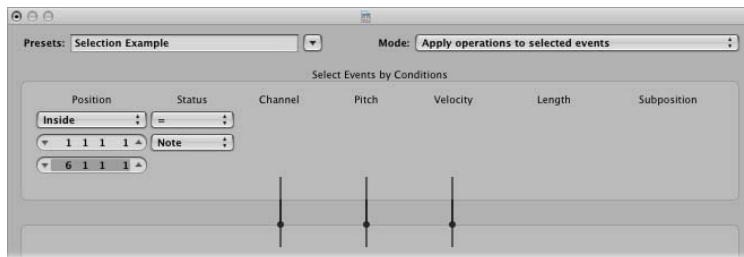 Presets: Selection Example Mode: Apply operations to selected events
Select Events by Conditions
Position Status Channel Pitch Velocity Length Subposition
Inside =
1 1 1 1 Note
6 1 1 1